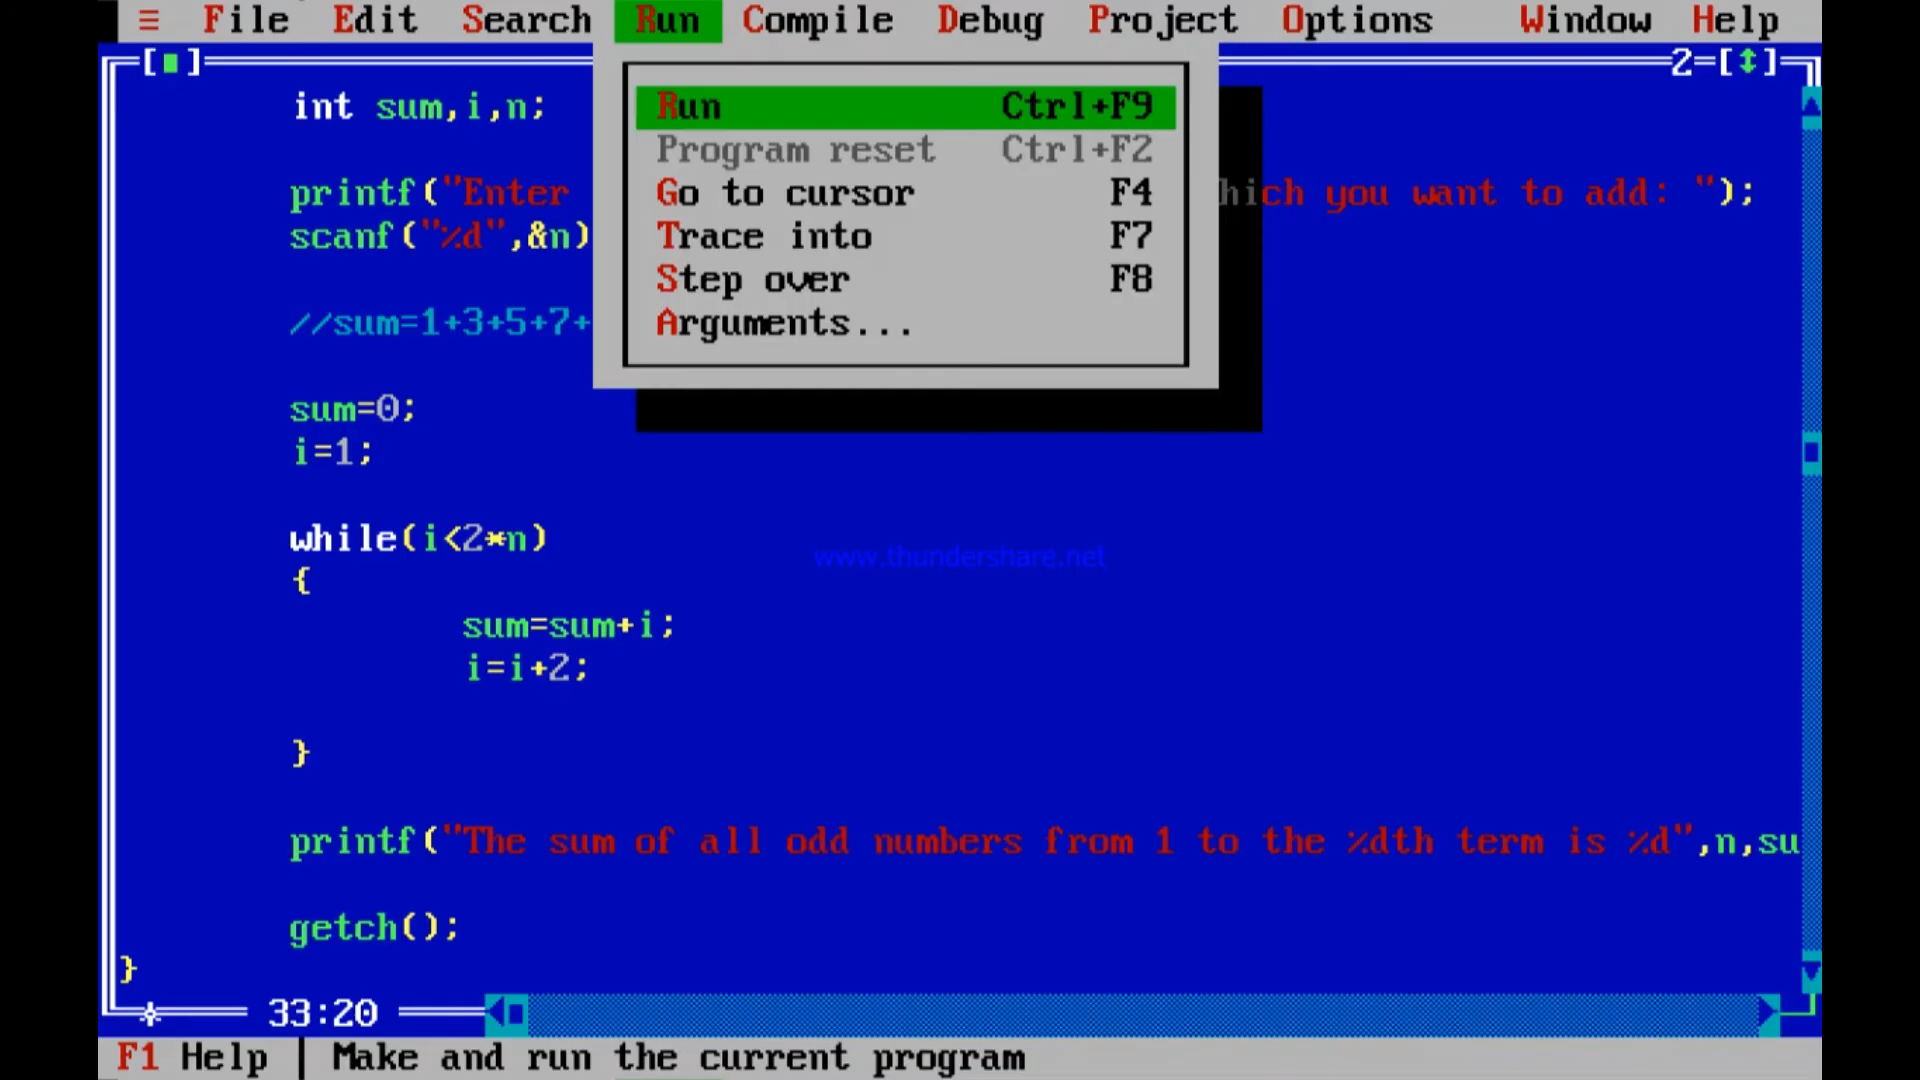 ≡ File Edit Search Run Compile Debug Project Options Window Help
[■] 2=[↕]
int sum,i,n;
Run Ctrl+F9
Program reset Ctrl+F2
printf("Enter hich you want to add: ");
Go to cursor F4
scanf("%d",&n)
Trace into F7
Step over F8
//sum=1+3+5+7+
Arguments...
sum=0;
i=1;
while(i<2*n)
{
www.thundershare.net
sum=sum+i;
i=i+2;
}
printf("The sum of all odd numbers from 1 to the %dth term is %d",n,su
getch();
}
33:20
F1 Help | Make and run the current program